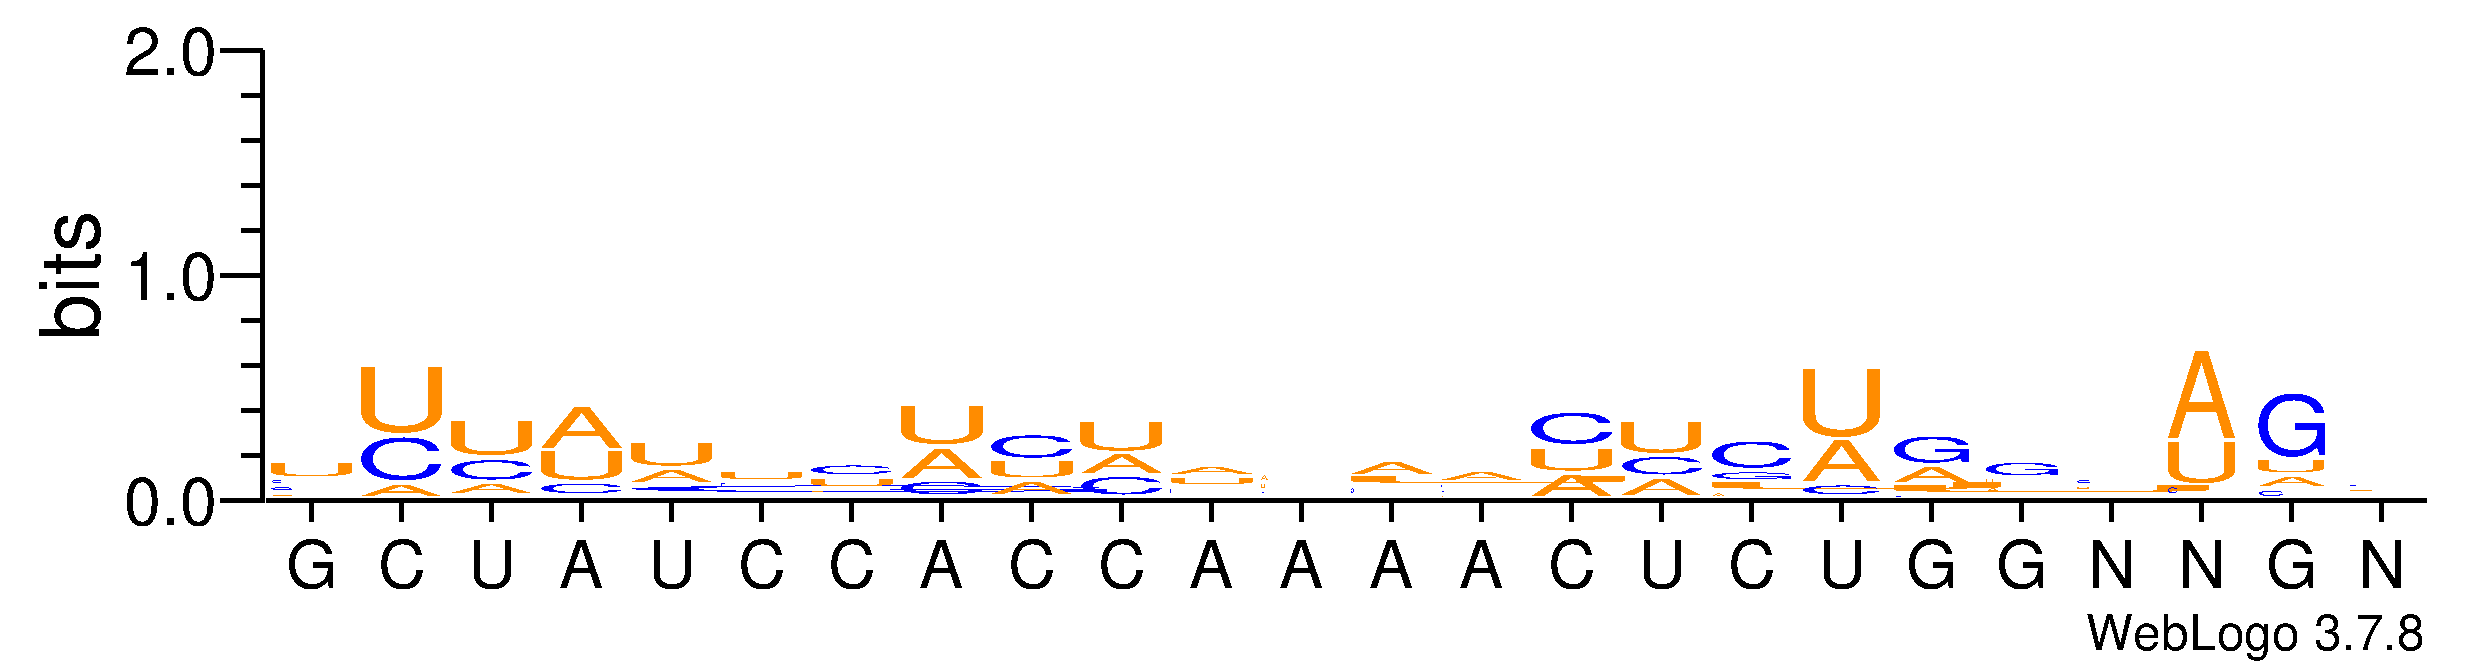 2.0
1.0
0.0
bits
U U A U U C U C U A A A C U C U G G A G
C C U A U A U A U U U C A A A U U
A A C C A C A U A
G C U A U C C A C C A A A A C U C U G G N N G N
WebLogo 3.7.8